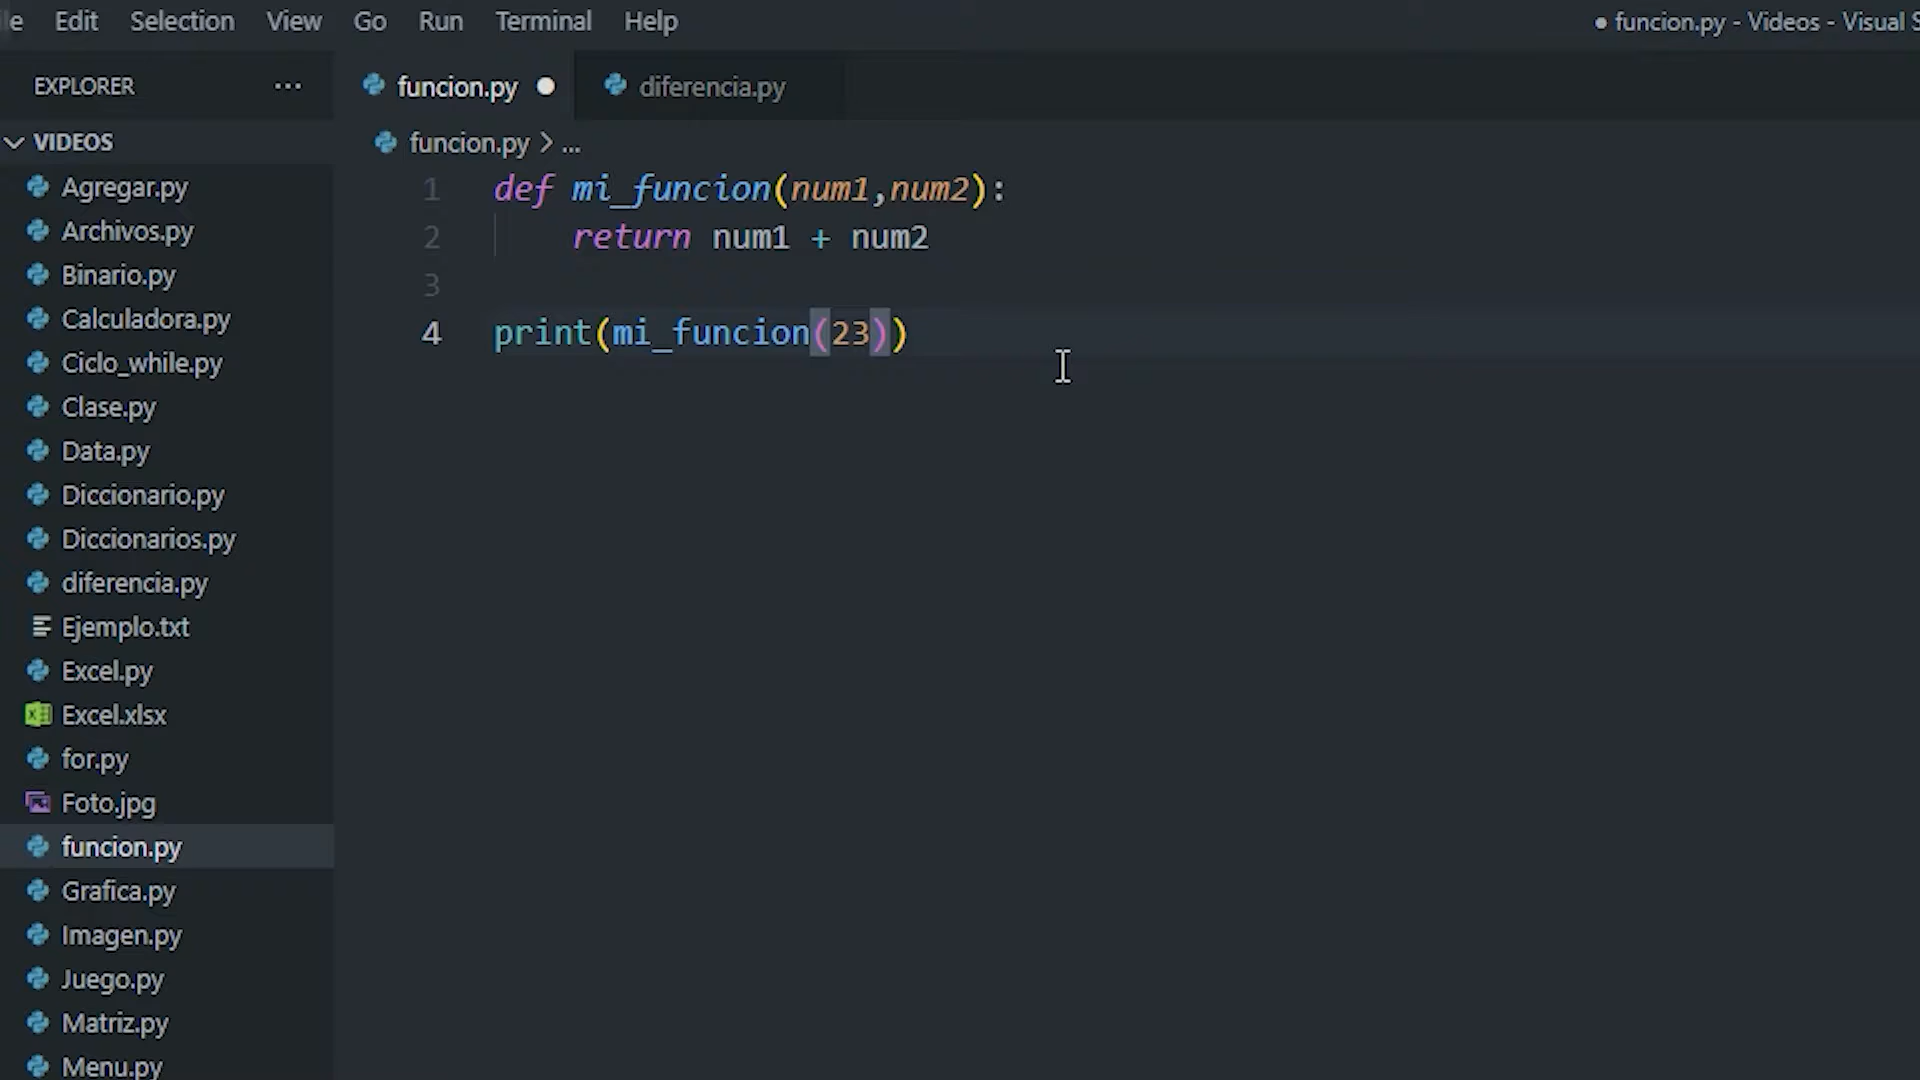 Edit Selection View Go Run Terminal Help
● funcion.py - Videos - Visual
EXPLORER ...
funcion.py ●
diferencia.py
VIDEOS
funcion.py > ...
Agregar.py
Archivos.py
Binario.py
Calculadora.py
Ciclo_while.py
Clase.py
Data.py
Diccionario.py
Diccionarios.py
diferencia.py
Ejemplo.txt
Excel.py
Excel.xlsx
for.py
Foto.jpg
funcion.py
Grafica.py
Imagen.py
Juego.py
Matriz.py
Menu.py
1 def mi_funcion(num1,num2):
2 return num1 + num2
3
4 print(mi_funcion(23))